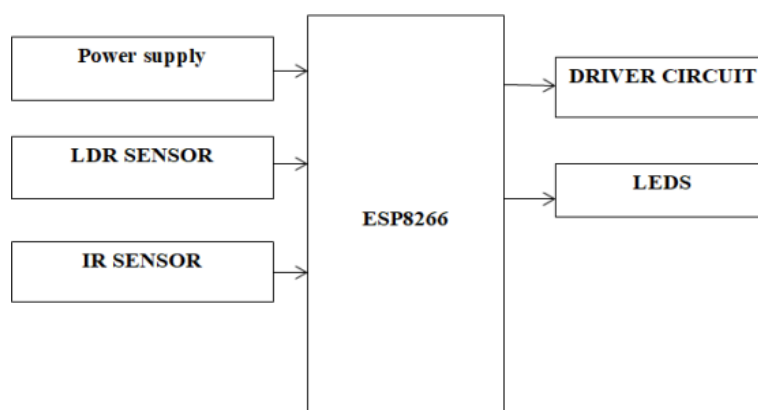 Power supply
LDR SENSOR
IR SENSOR
ESP8266
DRIVER CIRCUIT
LEDS